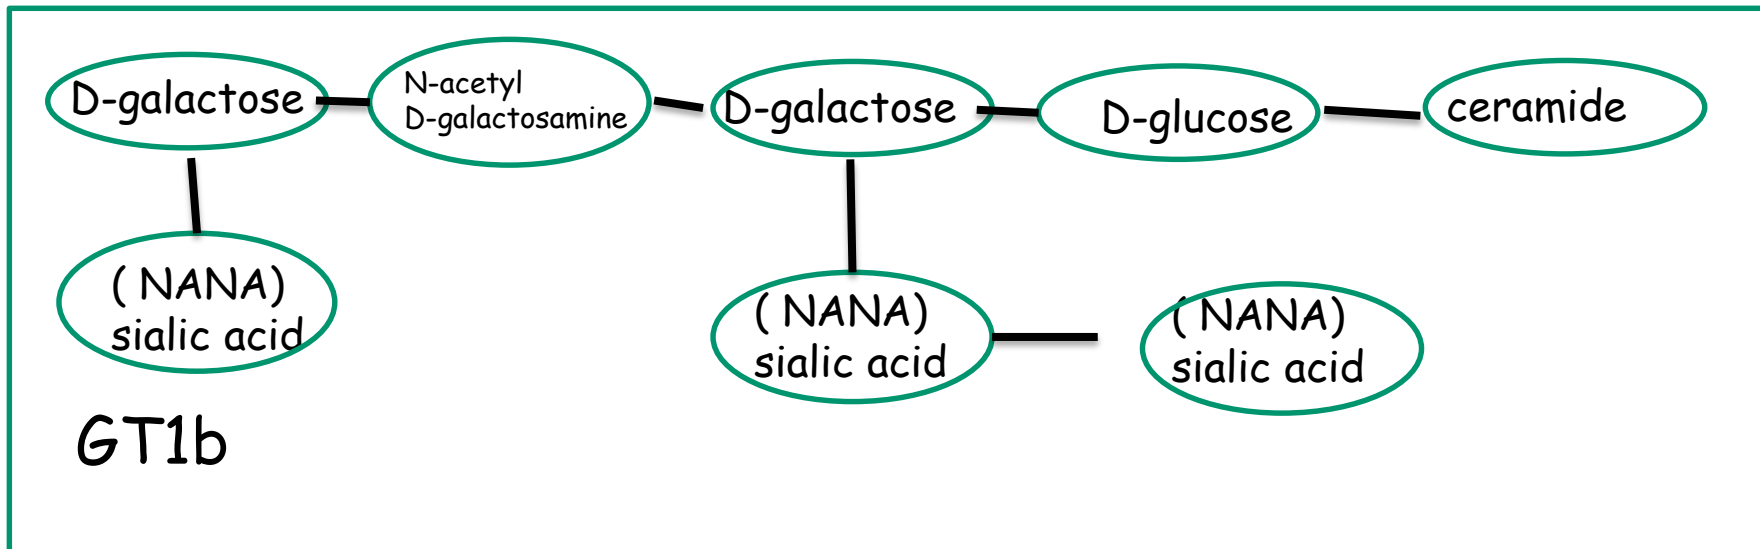 D-galactose
N-acetyl
D-galactosamine
D-galactose
D-glucose
ceramide
( NANA)
sialic acid
( NANA)
sialic acid
( NANA)
sialic acid
GT1b